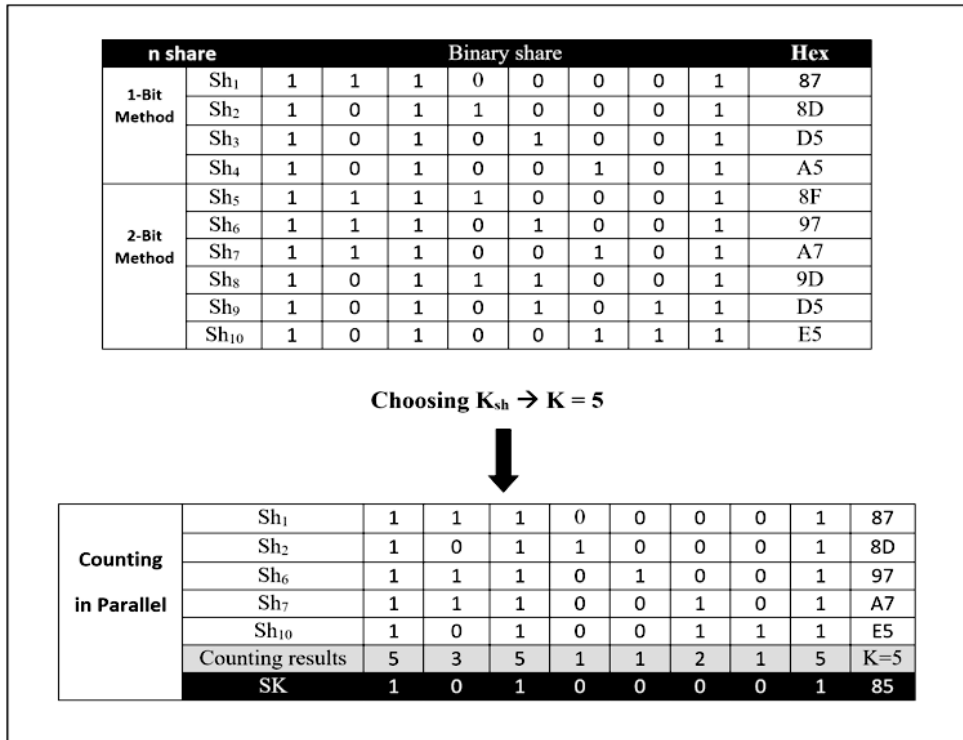 n share Binary share Hex
1-Bit Method Sh₁ 1 1 1 0 0 0 0 1 87
Sh₂ 1 0 1 1 0 0 0 1 8D
Sh₃ 1 0 1 0 1 0 0 1 D5
Sh₄ 1 0 1 0 0 1 0 1 A5
2-Bit Method Sh₅ 1 1 1 1 0 0 0 1 8F
Sh₆ 1 1 1 0 1 0 0 1 97
Sh₇ 1 1 1 0 0 1 0 1 A7
Sh₈ 1 0 1 1 1 0 0 1 9D
Sh₉ 1 0 1 0 1 0 1 1 D5
Sh₁₀ 1 0 1 0 0 1 1 1 E5
Choosing Kₛₕ → K = 5
Counting in Parallel Sh₁ 1 1 1 0 0 0 0 1 87
Sh₂ 1 0 1 1 0 0 0 1 8D
Sh₆ 1 1 1 0 1 0 0 1 97
Sh₇ 1 1 1 0 0 1 0 1 A7
Sh₁₀ 1 0 1 0 0 1 1 1 E5
Counting results 5 3 5 1 1 2 1 5 K=5
SK 1 0 1 0 0 0 0 1 85